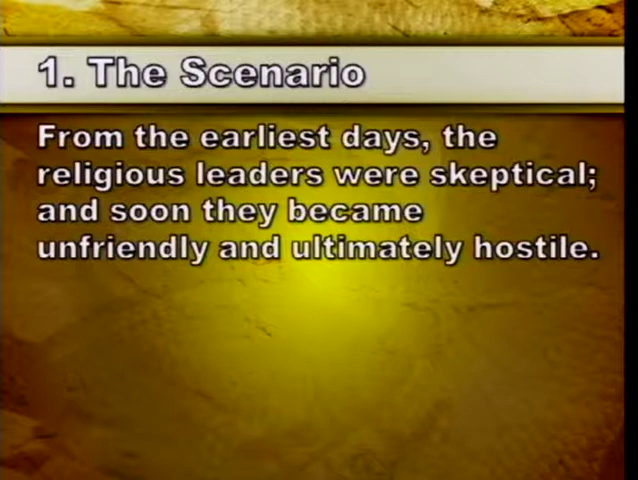 1. The Scenario
From the earliest days, the
religious leaders were skeptical;
and soon they became
unfriendly and ultimately hostile.